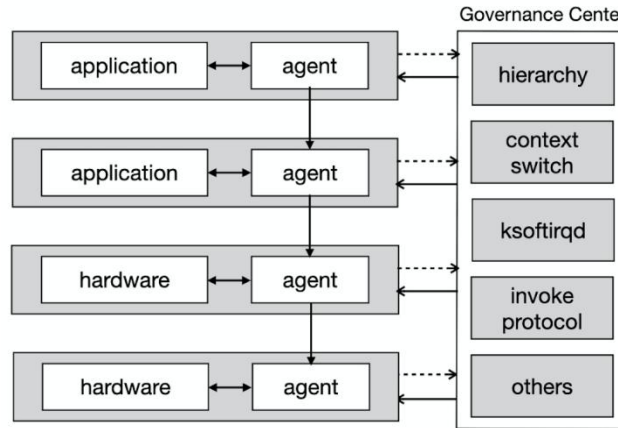 Governance Cente
application
agent
hierarchy
application
agent
context
switch
ksoftirqd
hardware
agent
invoke
protocol
hardware
agent
others